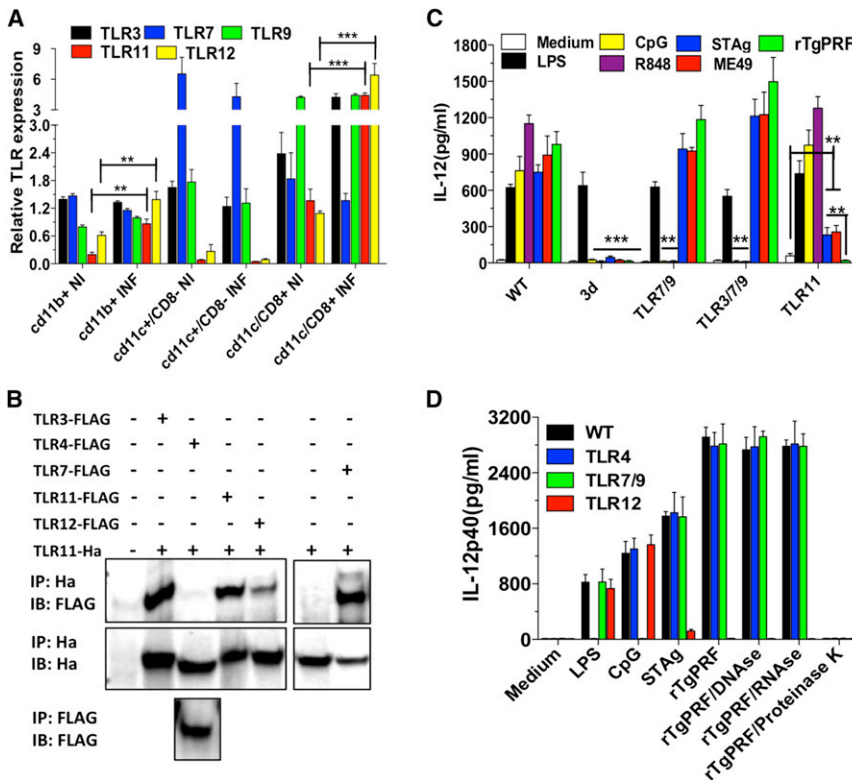 A
TLR3 TLR7 TLR9
TLR11 TLR12
*** 
***
**
**
Relative TLR expression
9.0
6.0
3.0
2.4
1.8
1.2
0.6
0.0
cd11b+ NI
cd11b+ INF
cd11c+/CD8- NI
cd11c+/CD8- INF
cd11c/CD8+ NI
cd11c/CD8+ INF
B
TLR3-FLAG - + - - - - -
TLR4-FLAG - - + - - - -
TLR7-FLAG - - - - - - +
TLR11-FLAG - - - + - - -
TLR12-FLAG - - - - + - -
TLR11-Ha - + + + + + +
IP: Ha
IB: FLAG
IP: Ha
IB: Ha
IP: FLAG
IB: FLAG
C
Medium CpG STAg rTgPRF
LPS R848 ME49
IL-12(pg/ml)
1800
1500
1200
900
600
300
0
**
**
***
**
**
WT
3d
TLR7/9
TLR3/7/9
TLR11
D
WT
TLR4
TLR7/9
TLR12
IL-12p40(pg/ml)
3200
2400
1600
800
0
Medium
LPS
CpG
STAg
rTgPRF
rTgPRF/DNAse
rTgPRF/RNAse
rTgPRF/Proteinase K